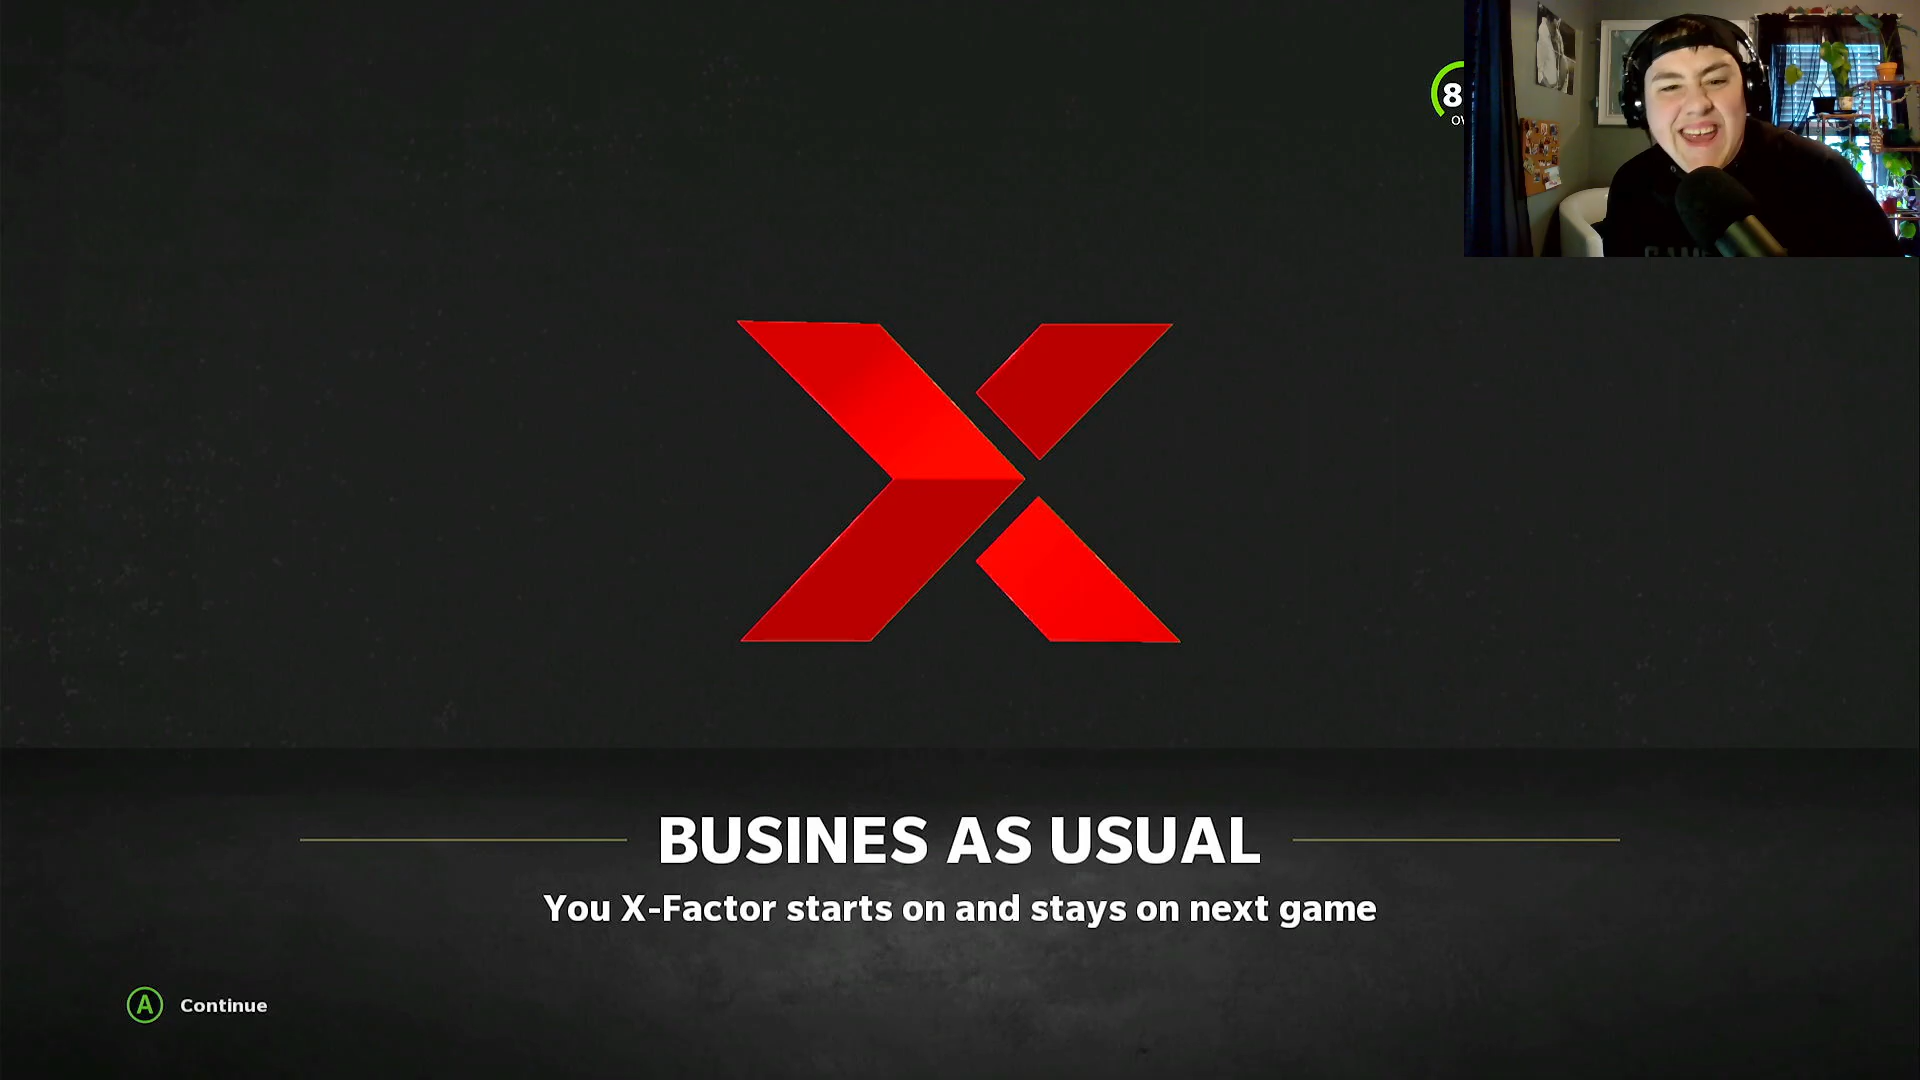 8
BUSINES AS USUAL
You X-Factor starts on and stays on next game
A Continue